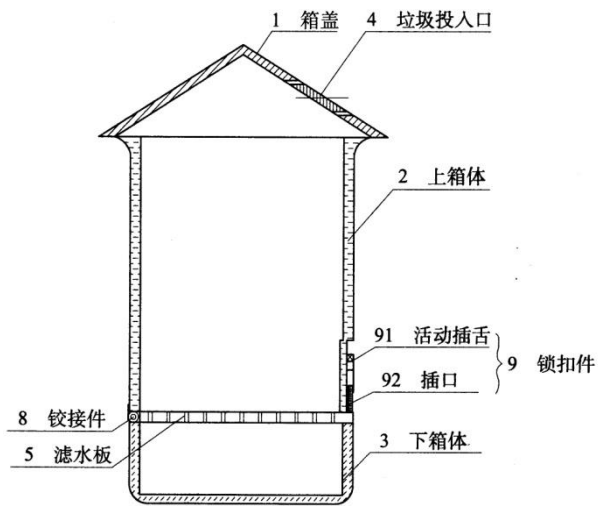 1 箱盖
4 垃圾投入口
2 上箱体
91 活动插舌
9 锁扣件
92 插口
8 铰接件
5 滤水板
3 下箱体